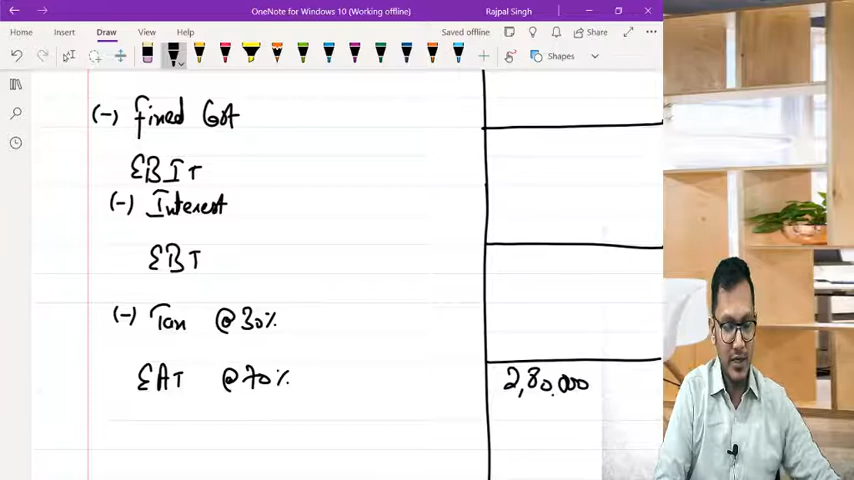 OneNote for Windows 10 (Working offline)
Rajpal Singh
Home Insert Draw View Help
Saved offline
Share
Shapes
(-) fixed Cost
EBIT
(-) Interest
EBT
(-) Tax @30%
EAT @70% 2,80,000